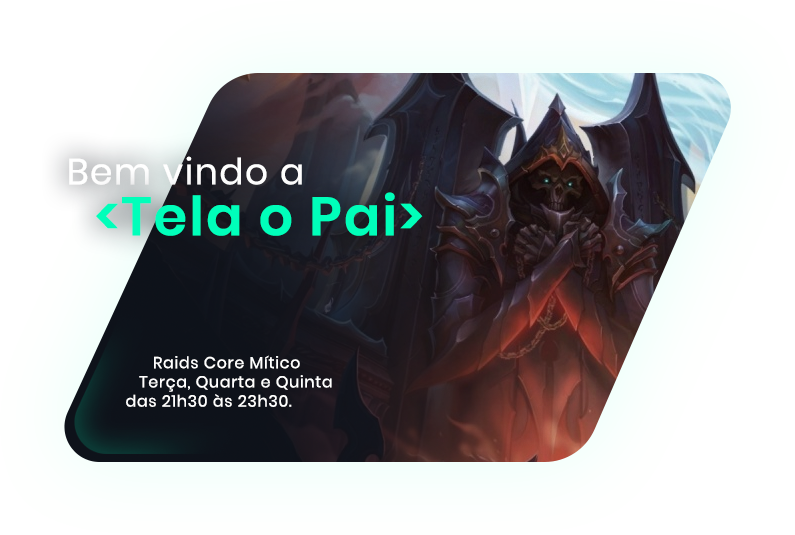 Bem vindo a
<Tela o Pai>
Raids Core Mítico
Terça, Quarta e Quinta
das 21h30 às 23h30.